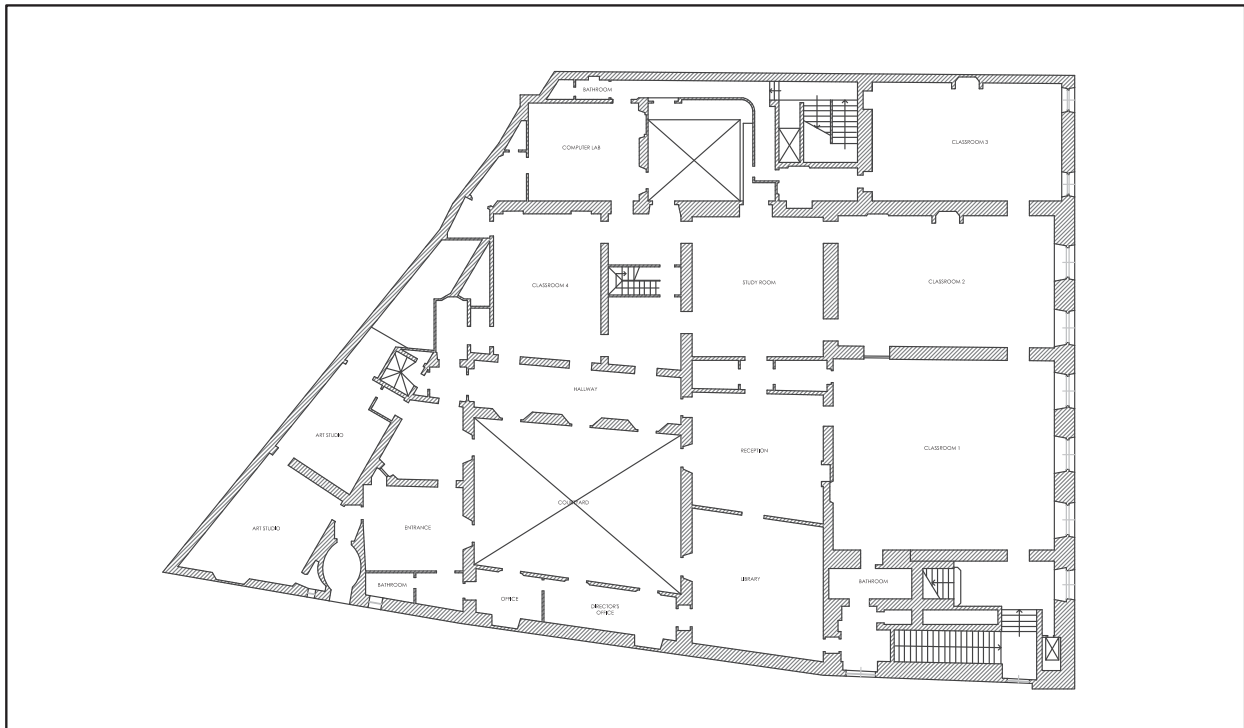 BATHROOM
COMPUTER LAB
CLASSROOM 3
CLASSROOM 4
STUDY ROOM
CLASSROOM 2
HALLWAY
ART STUDIO
RECEPTION
CLASSROOM 1
COURTYARD
ART STUDIO
ENTRANCE
BATHROOM
OFFICE
DIRECTOR'S
OFFICE
LIBRARY
BATHROOM